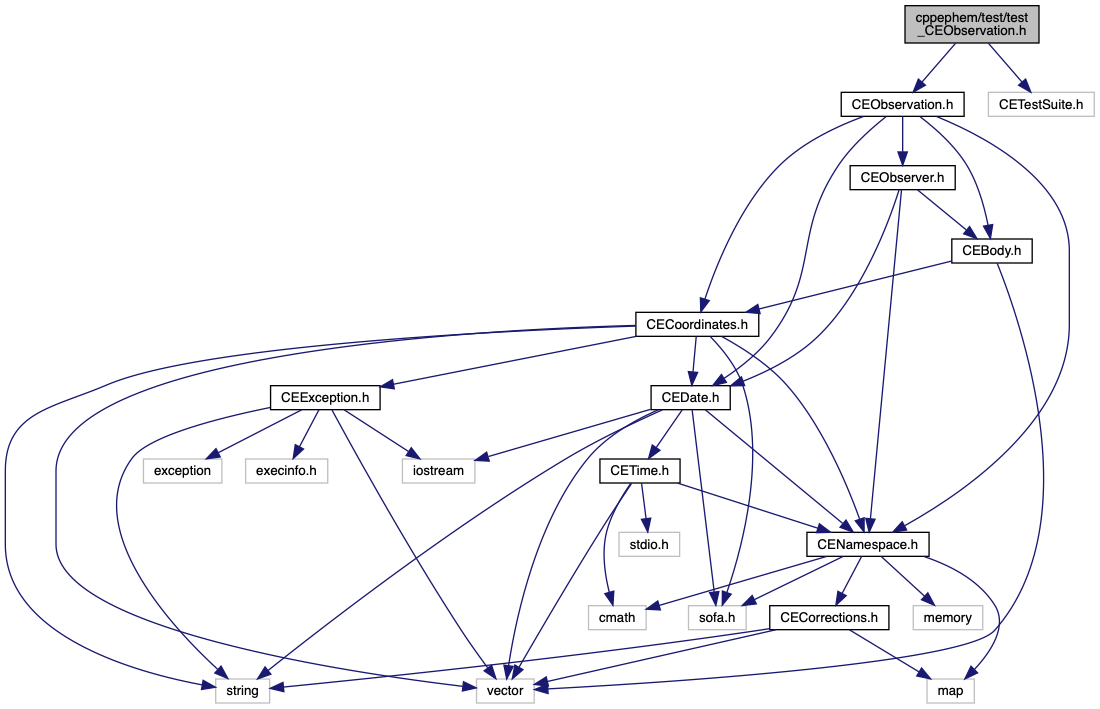 cppephem/test/test
_CEObservation.h
CEObservation.h
CETestSuite.h
CEObserver.h
CEBody.h
CECoordinates.h
CEException.h
CEDate.h
exception
execinfo.h
iostream
CETime.h
stdio.h
CENamespace.h
cmath
sofa.h
CECorrections.h
memory
string
vector
map